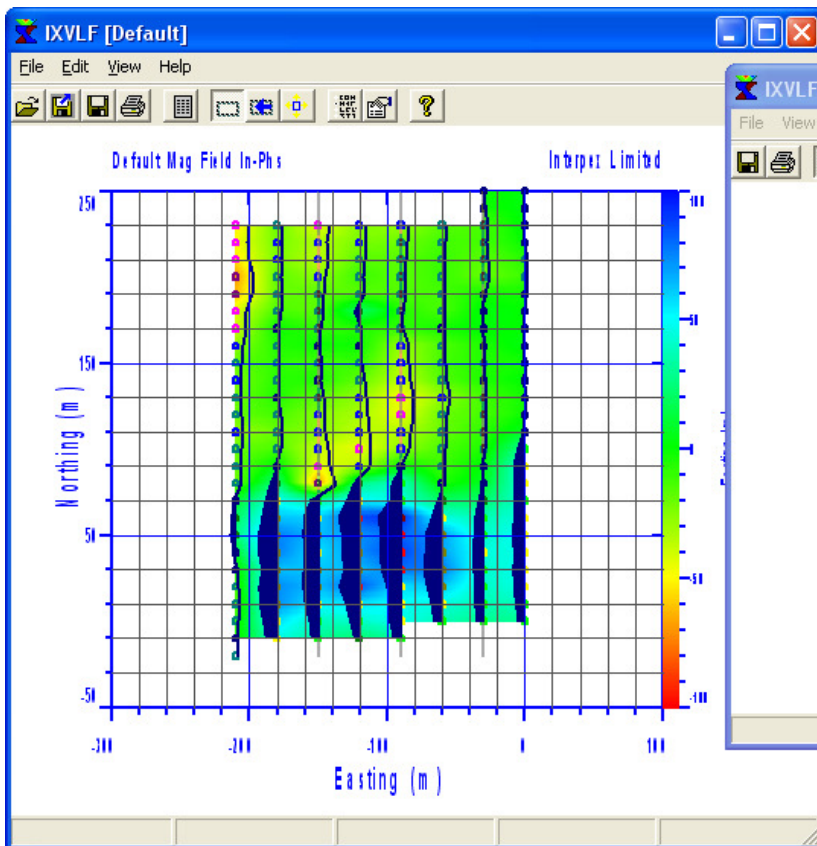 IXVLF [Default]
File Edit View Help
IXVLF
File View
Default Mag Field In-Phs
Interpex Limited
250
150
50
-50
Northing (m)
-300
-200
-100
0
100
Easting (m)
100
50
0
-50
-100